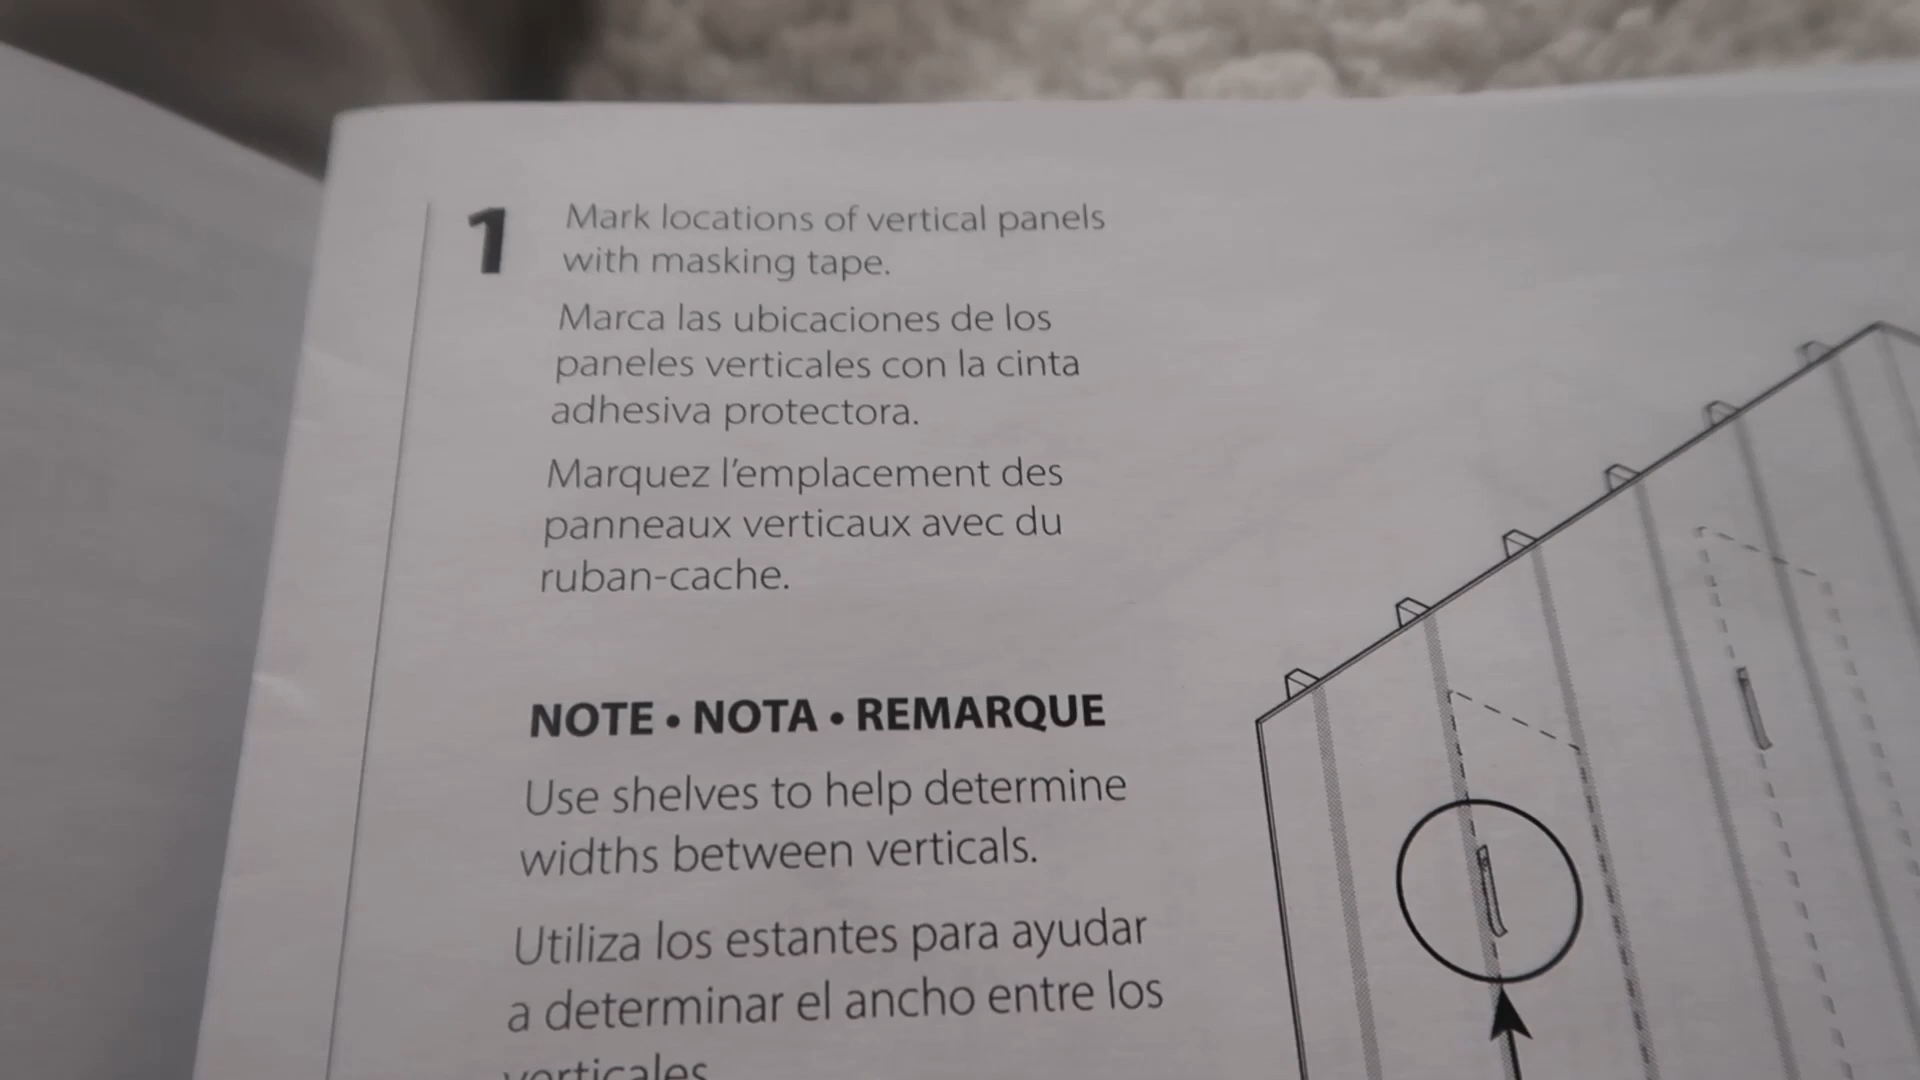 1 Mark locations of vertical panels
with masking tape.
Marca las ubicaciones de los
paneles verticales con la cinta
adhesiva protectora.
Marquez l'emplacement des
panneaux verticaux avec du
ruban-cache.
NOTE • NOTA • REMARQUE
Use shelves to help determine
widths between verticals.
Utiliza los estantes para ayudar
a determinar el ancho entre los
verticales